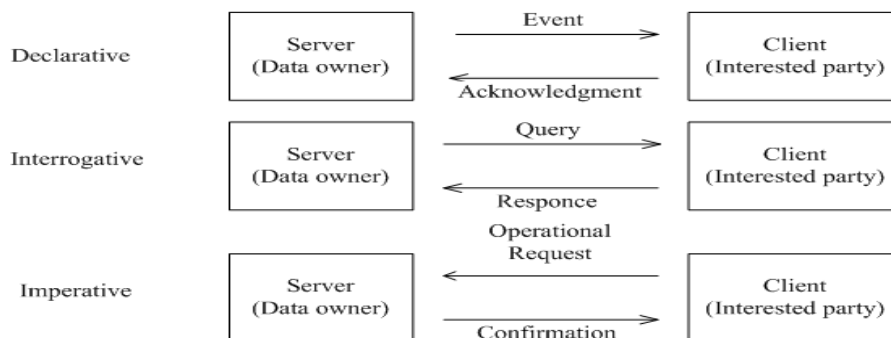 Declarative
Server
(Data owner)
Event
Acknowledgment
Client
(Interested party)
Interrogative
Server
(Data owner)
Query
Responce
Client
(Interested party)
Imperative
Server
(Data owner)
Operational
Request
Confirmation
Client
(Interested party)